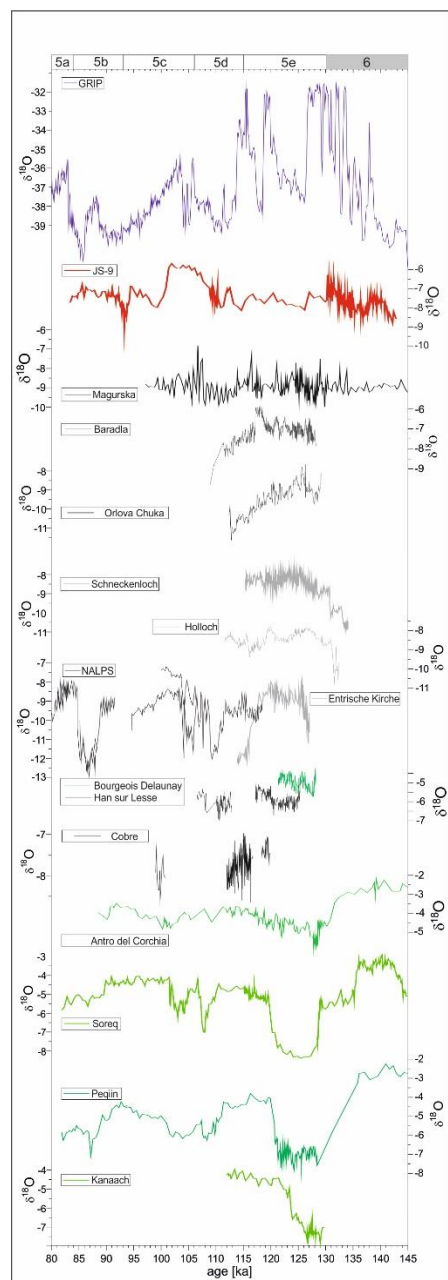 5a 5b 5c 5d 5e 6
GRIP
δ18O
-32
-33
-34
-35
-36
-37
-38
-39
JS-9
-6
-7
-8
-9
-10
δ18O
-6
-7
-8
-9
-10
δ18O
Magurska
Baradla
-6
-7
-8
-9
δ18O
-8
-9
-10
-11
δ18O
Orlova Chuka
-8
-9
-10
-11
δ18O
Schneckenloch
Holloch
-8
-9
-10
-11
δ18O
NALPS
-7
-8
-9
-10
-11
-12
-13
δ18O
Entrische Kirche
Bourgeois Delaunay
Han sur Lesse
-5
-6
-7
δ18O
Cobre
-7
-8
δ18O
-2
-3
-4
-5
δ18O
Antro del Corchia
-3
-4
-5
-6
-7
-8
δ18O
Soreq
Peqiin
-2
-3
-4
-5
-6
-7
-8
δ18O
Kanaach
-4
-5
-6
-7
δ18O
80 85 90 95 100 105 110 115 120 125 130 135 140 145
age [ka]